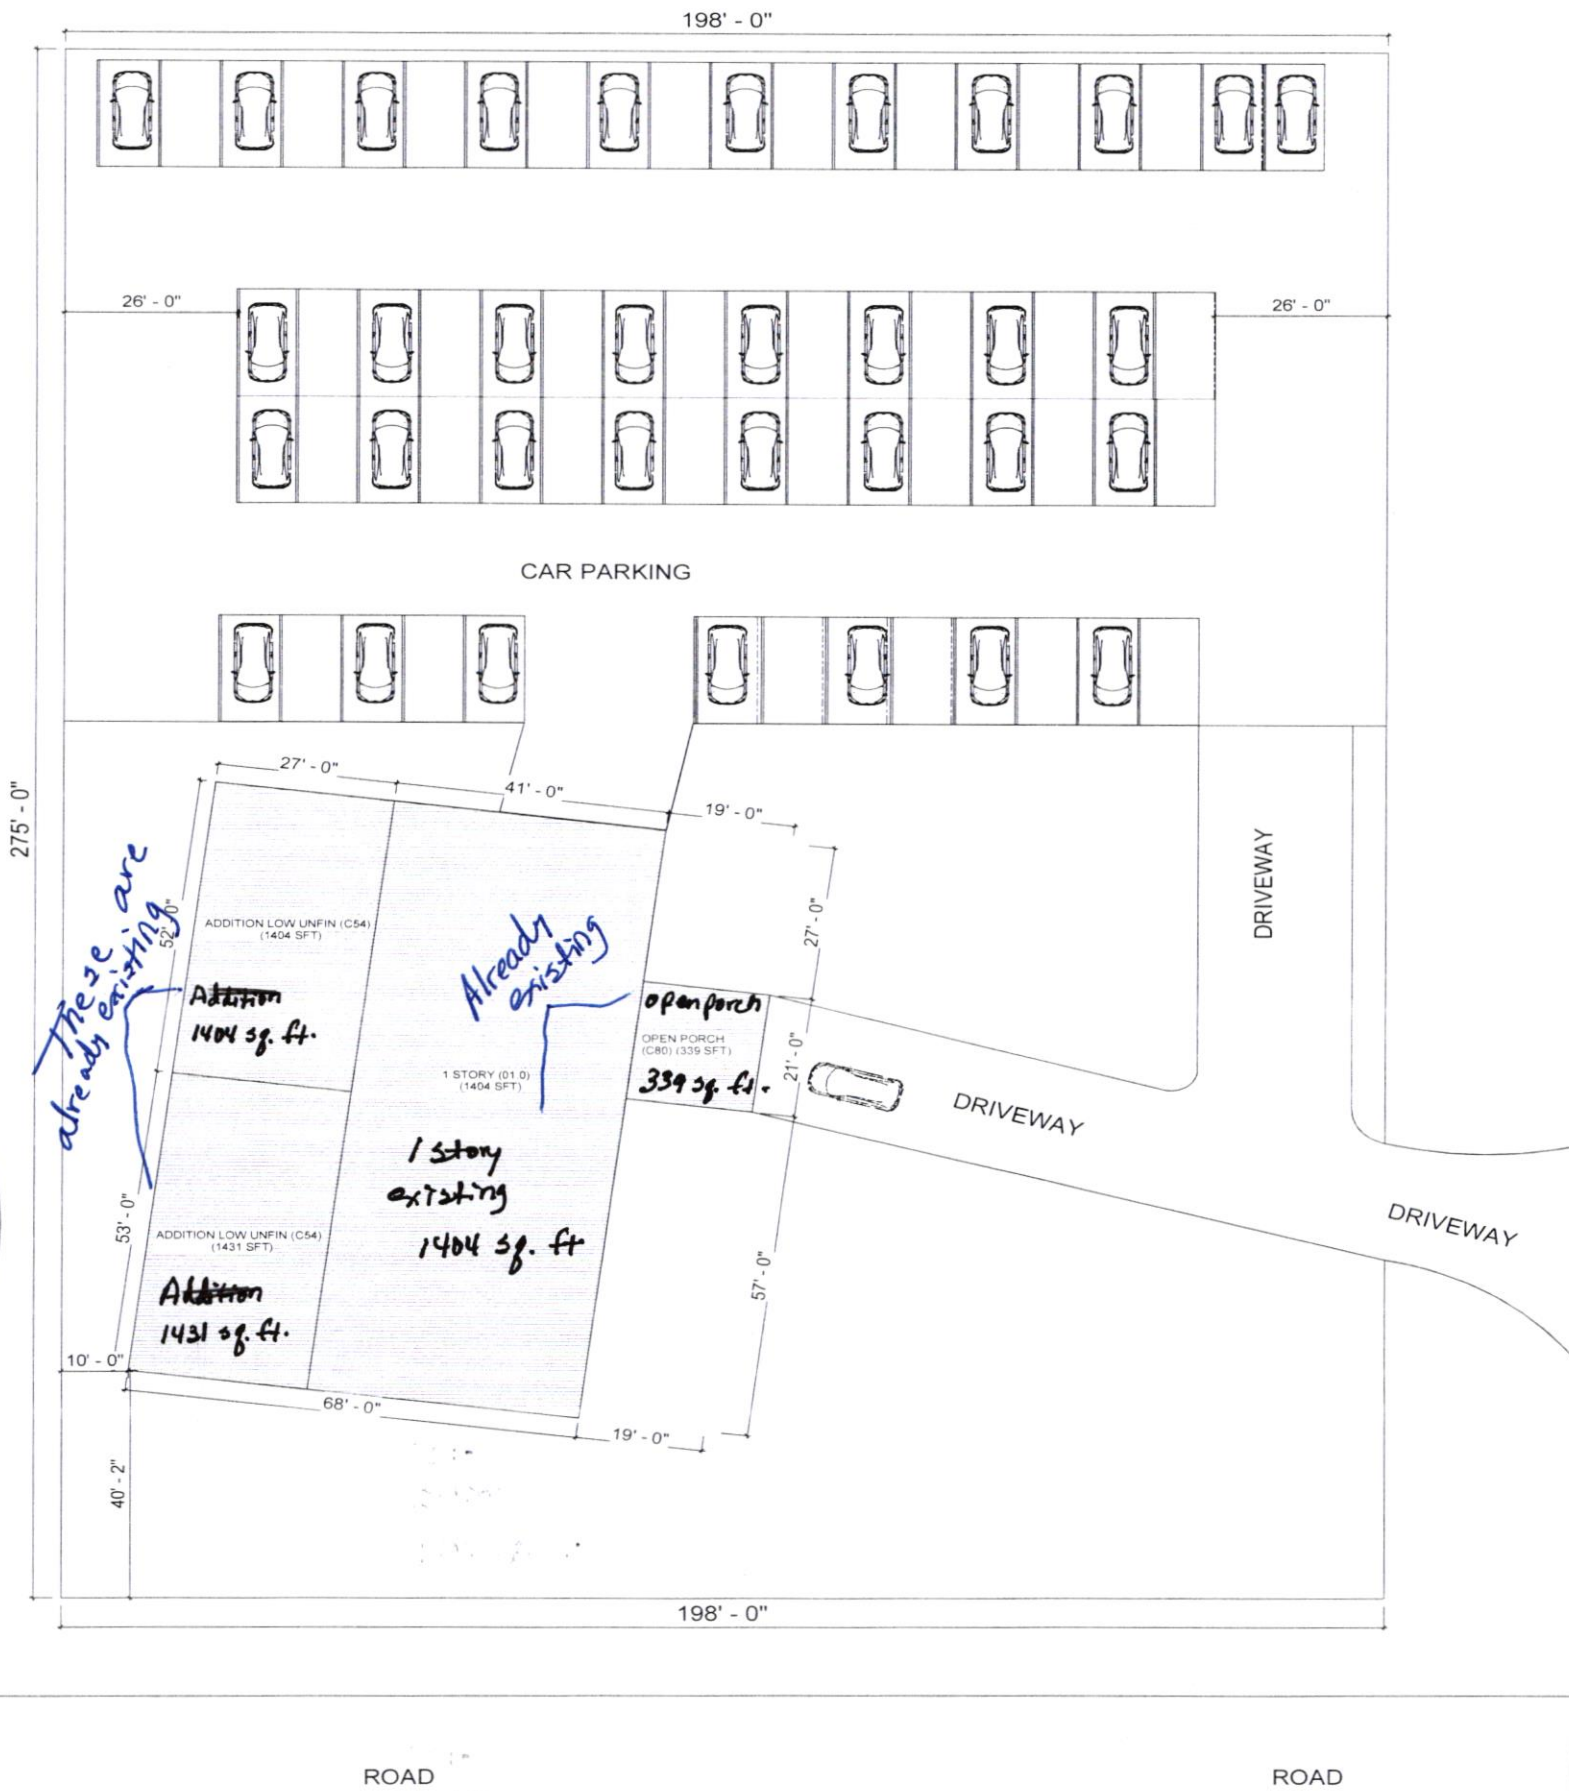 198' - 0"
26' - 0"
26' - 0"
CAR PARKING
275' - 0"
27' - 0"
41' - 0"
19' - 0"
DRIVEWAY
These are
already existing
52' - 0"
ADDITION LOW UNFIN (C54)
(1404 SFT)
Addition
1404 sq. ft.
Already
existing
27' - 0"
open porch
OPEN PORCH
(C80) (339 SFT)
339 sq. ft.
21' - 0"
1 STORY (01.0)
(1404 SFT)
1 story
existing
1404 sq. ft
DRIVEWAY
DRIVEWAY
53' - 0"
ADDITION LOW UNFIN (C54)
(1431 SFT)
Addition
1431 sq. ft.
57' - 0"
10' - 0"
68' - 0"
19' - 0"
40' - 2"
198' - 0"
ROAD
ROAD